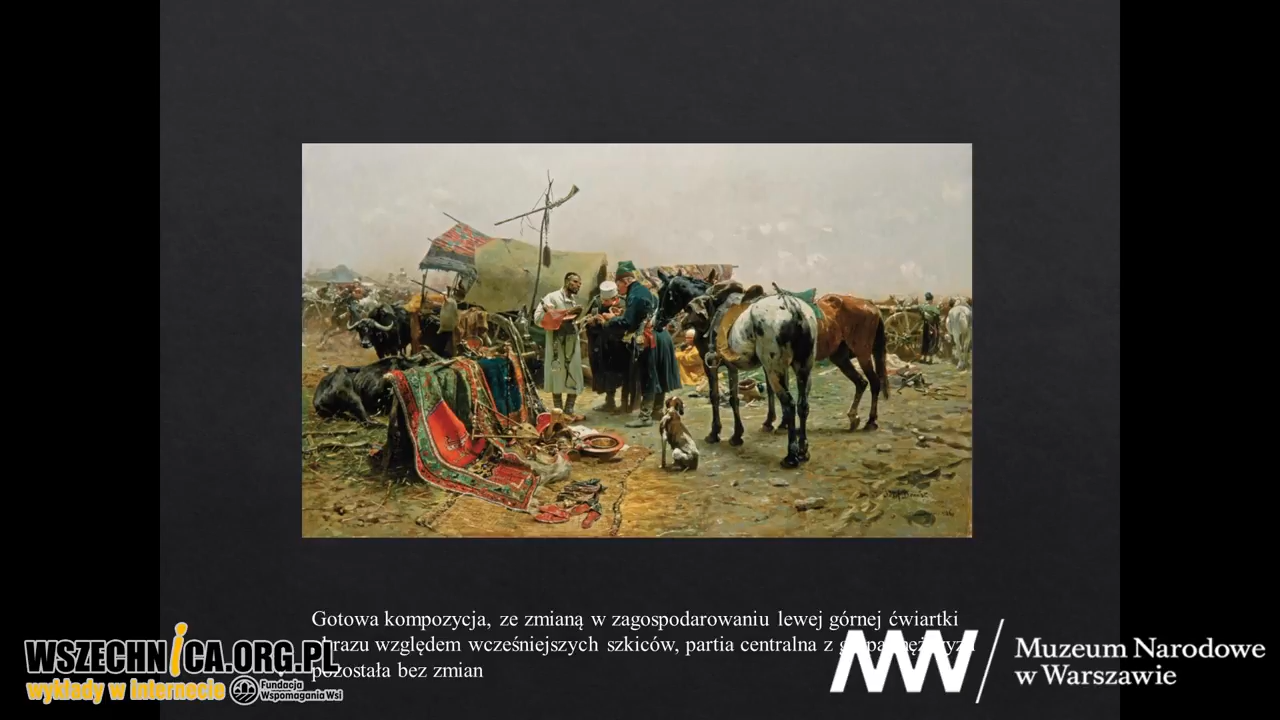 Gotowa kompozycja, ze zmianą w zagospodarowaniu lewej górnej ćwiartki
obrazu względem wcześniejszych szkiców, partia centralna z
pozostała bez zmian
WSZECHNICA.ORG.PL
wykłady w internecie
Fundacja
Wspomagania Wsi
Muzeum Narodowe
w Warszawie